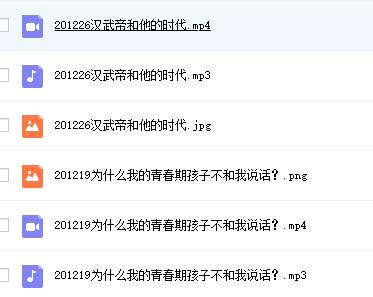 201226汉武帝和他的时代.mp4
201226汉武帝和他的时代.mp3
201226汉武帝和他的时代.jpg
201219为什么我的青春期孩子不和我说话？.png
201219为什么我的青春期孩子不和我说话？.mp4
201219为什么我的青春期孩子不和我说话？.mp3